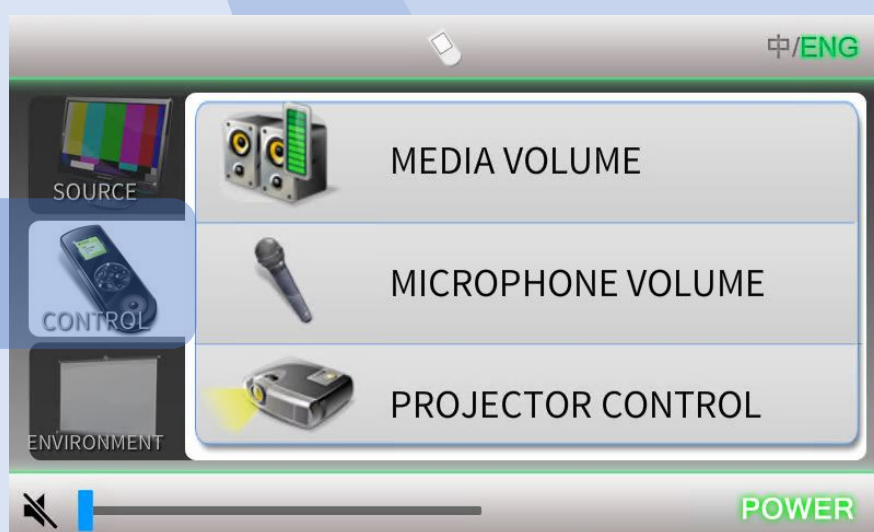 中/ENG
SOURCE
MEDIA VOLUME
CONTROL
MICROPHONE VOLUME
ENVIRONMENT
PROJECTOR CONTROL
POWER